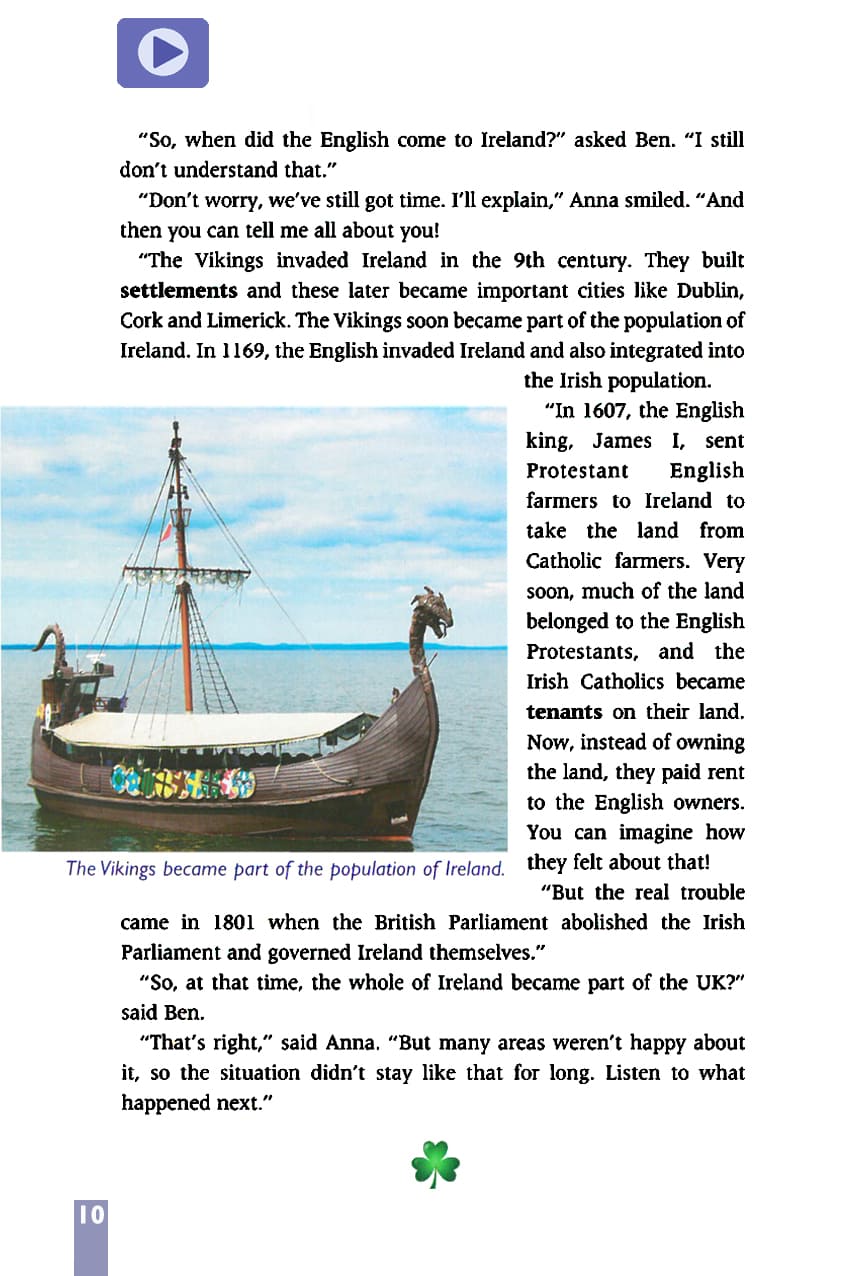 “So, when did the English come to Ireland?” asked Ben. “I still
don’t understand that.”
“Don’t worry, we’ve still got time. I’ll explain,” Anna smiled. “And
then you can tell me all about you!
“The Vikings invaded Ireland in the 9th century. They built
settlements and these later became important cities like Dublin,
Cork and Limerick. The Vikings soon became part of the population of
Ireland. In 1169, the English invaded Ireland and also integrated into
the Irish population.
“In 1607, the English
king, James I, sent
Protestant English
farmers to Ireland to
take the land from
Catholic farmers. Very
soon, much of the land
belonged to the English
Protestants, and the
Irish Catholics became
tenants on their land.
Now, instead of owning
the land, they paid rent
to the English owners.
You can imagine how
they felt about that!
The Vikings became part of the population of Ireland.
“But the real trouble
came in 1801 when the British Parliament abolished the Irish
Parliament and governed Ireland themselves.”
“So, at that time, the whole of Ireland became part of the UK?”
said Ben.
“That’s right,” said Anna. “But many areas weren’t happy about
it, so the situation didn’t stay like that for long. Listen to what
happened next.”
10